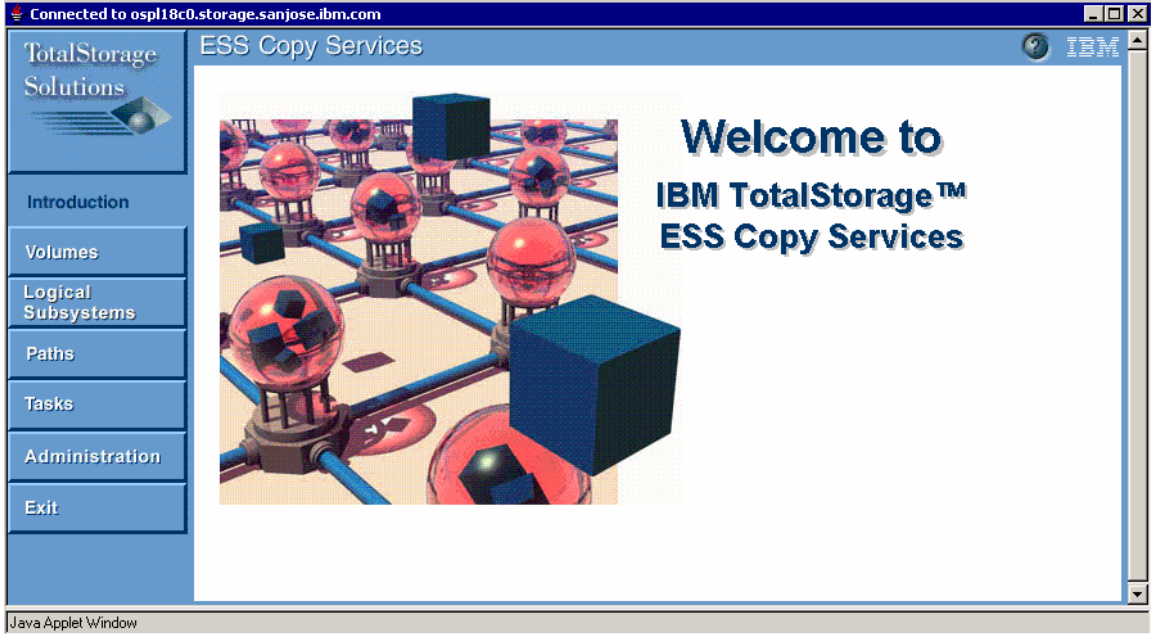 Connected to ospl18c0.storage.sanjose.ibm.com
TotalStorage
Solutions
ESS Copy Services
?
IBM
Introduction
Volumes
Logical
Subsystems
Paths
Tasks
Administration
Exit
Welcome to
IBM TotalStorage™
ESS Copy Services
Java Applet Window